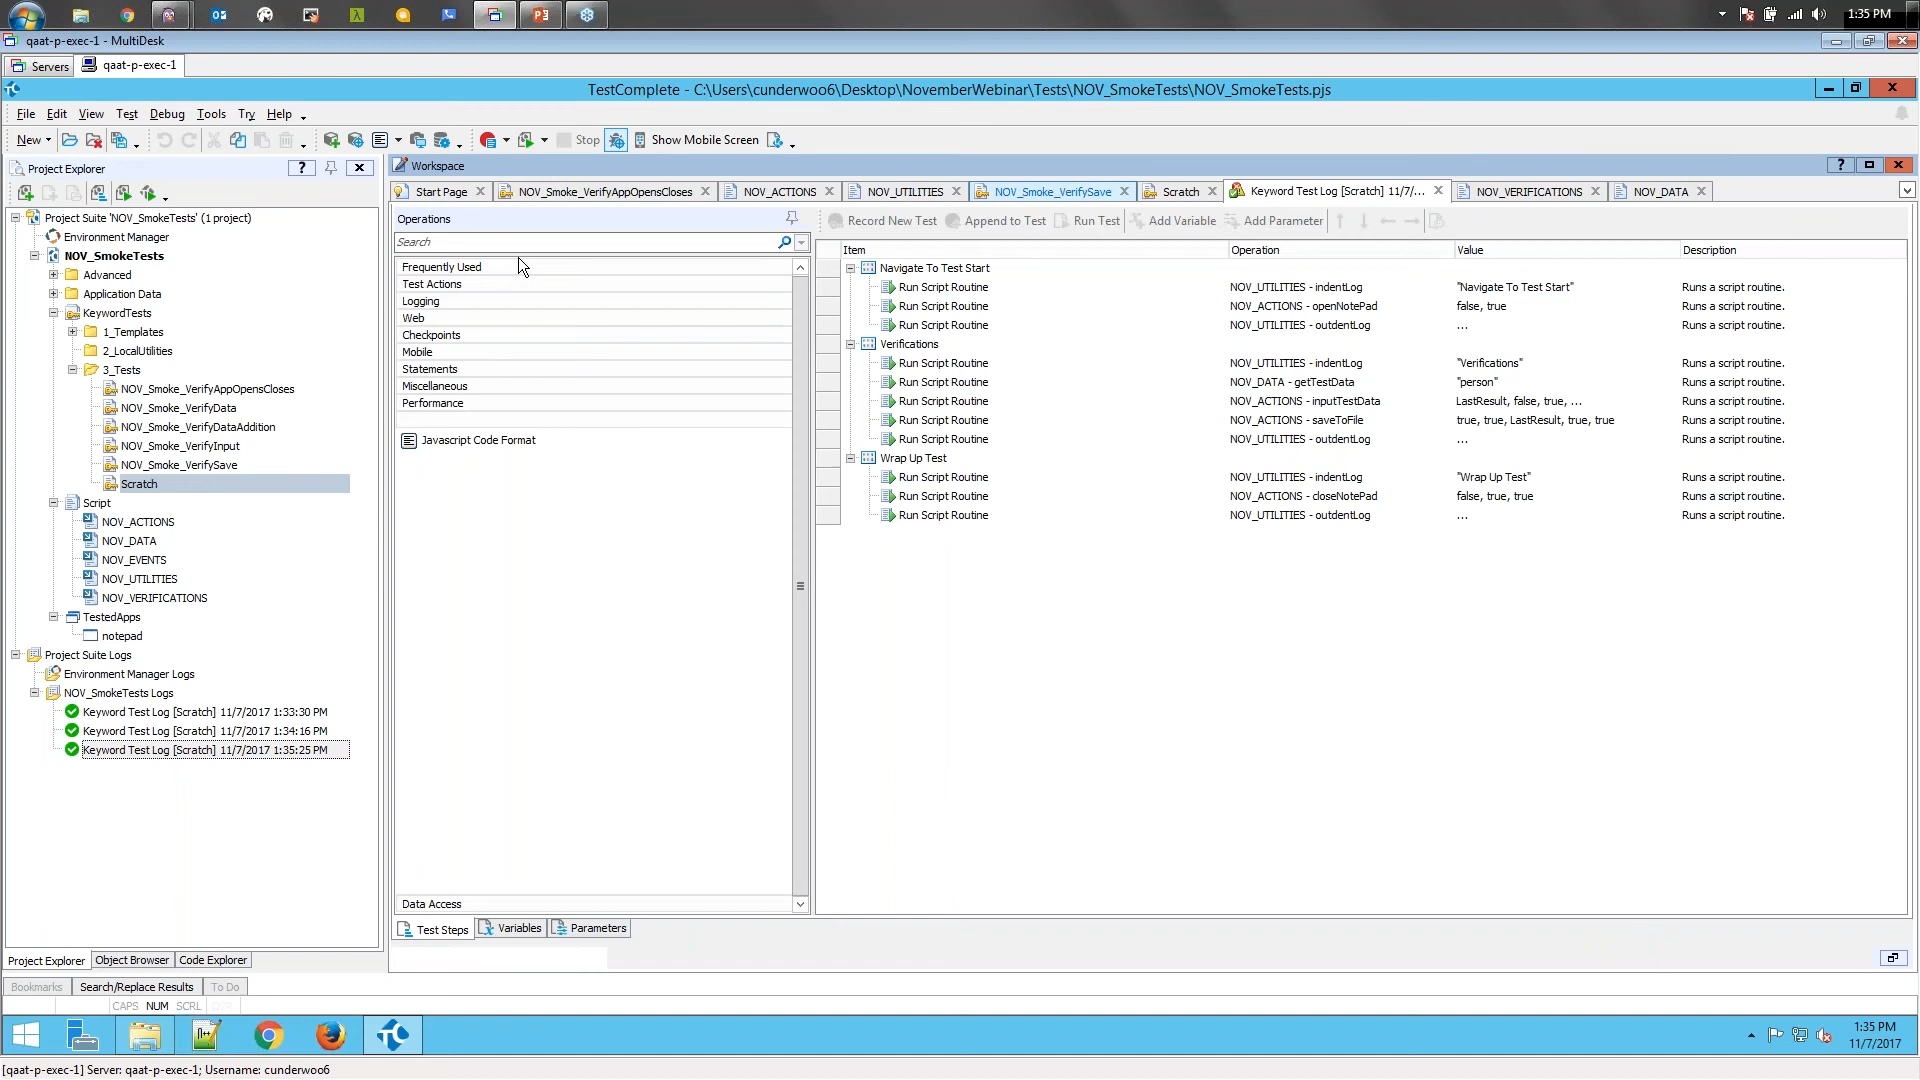 1:35 PM
qaat-p-exec-1 - MultiDesk
Servers
qaat-p-exec-1
TestComplete - C:\Users\cunderwoo6\Desktop\NovemberWebinar\Tests\NOV_SmokeTests\NOV_SmokeTests.pjs
File Edit View Test Debug Tools Try Help
New Stop Show Mobile Screen
Project Explorer
Workspace
Start Page NOV_Smoke_VerifyAppOpensCloses NOV_ACTIONS NOV_UTILITIES NOV_Smoke_VerifySave Scratch Keyword Test Log [Scratch] 11/7/... NOV_VERIFICATIONS NOV_DATA
Project Suite 'NOV_SmokeTests' (1 project)
Environment Manager
NOV_SmokeTests
Advanced
Application Data
KeywordTests
1_Templates
2_LocalUtilities
3_Tests
NOV_Smoke_VerifyAppOpensCloses
NOV_Smoke_VerifyData
NOV_Smoke_VerifyDataAddition
NOV_Smoke_VerifyInput
NOV_Smoke_VerifySave
Scratch
Script
NOV_ACTIONS
NOV_DATA
NOV_EVENTS
NOV_UTILITIES
NOV_VERIFICATIONS
TestedApps
notepad
Project Suite Logs
Environment Manager Logs
NOV_SmokeTests Logs
Keyword Test Log [Scratch] 11/7/2017 1:33:30 PM
Keyword Test Log [Scratch] 11/7/2017 1:34:16 PM
Keyword Test Log [Scratch] 11/7/2017 1:35:25 PM
Operations
Search
Frequently Used
Test Actions
Logging
Web
Checkpoints
Mobile
Statements
Miscellaneous
Performance
Javascript Code Format
Data Access
Record New Test Append to Test Run Test Add Variable Add Parameter
Item Operation Value Description
Navigate To Test Start
Run Script Routine NOV_UTILITIES - indentLog "Navigate To Test Start" Runs a script routine.
Run Script Routine NOV_ACTIONS - openNotePad false, true Runs a script routine.
Run Script Routine NOV_UTILITIES - outdentLog ... Runs a script routine.
Verifications
Run Script Routine NOV_UTILITIES - indentLog "Verifications" Runs a script routine.
Run Script Routine NOV_DATA - getTestData "person" Runs a script routine.
Run Script Routine NOV_ACTIONS - inputTestData LastResult, false, true, ... Runs a script routine.
Run Script Routine NOV_ACTIONS - saveToFile true, true, LastResult, true, true Runs a script routine.
Run Script Routine NOV_UTILITIES - outdentLog ... Runs a script routine.
Wrap Up Test
Run Script Routine NOV_UTILITIES - indentLog "Wrap Up Test" Runs a script routine.
Run Script Routine NOV_ACTIONS - closeNotePad false, true, true Runs a script routine.
Run Script Routine NOV_UTILITIES - outdentLog ... Runs a script routine.
Test Steps Variables Parameters
Project Explorer Object Browser Code Explorer
Bookmarks Search/Replace Results To Do
CAPS NUM SCRL
1:35 PM
11/7/2017
[qaat-p-exec-1] Server: qaat-p-exec-1; Username: cunderwoo6